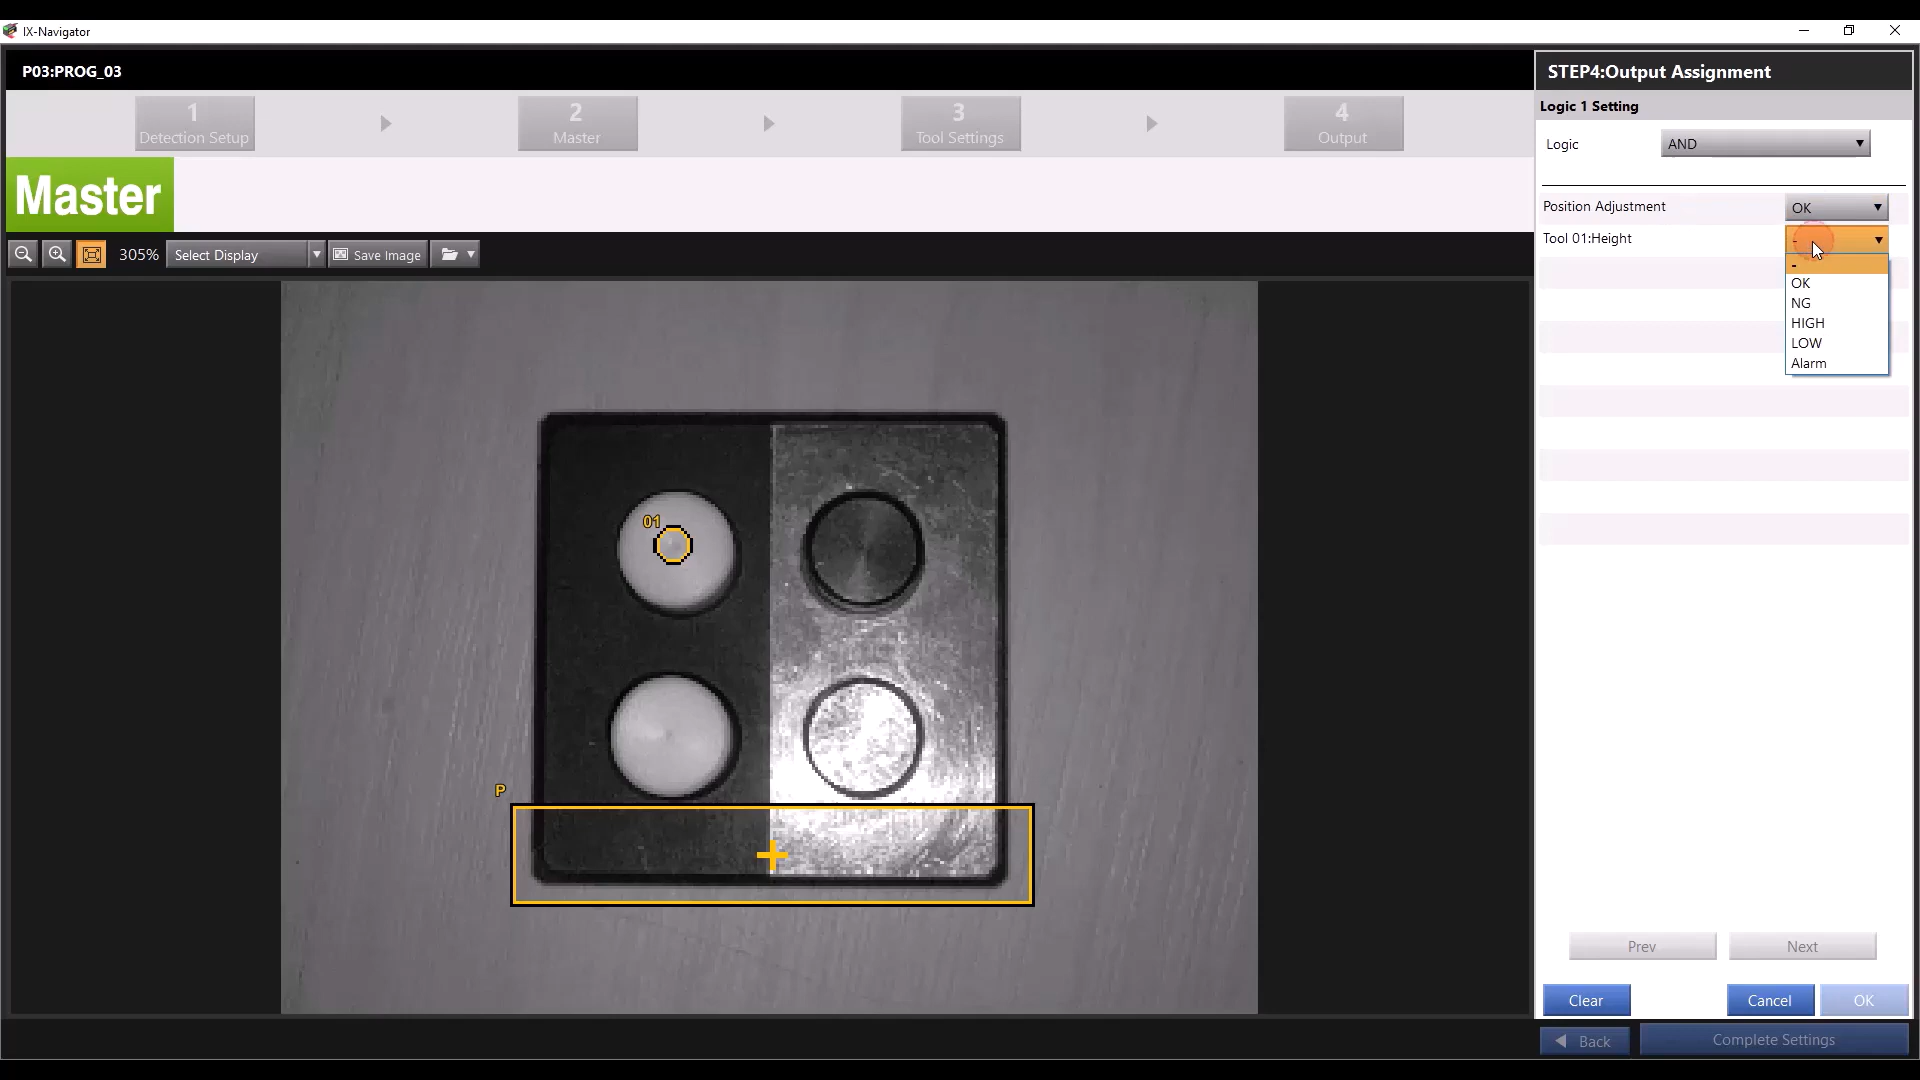 IX-Navigator
P03:PROG_03
STEP4:Output Assignment
1
Detection Setup
2
Master
3
Tool Settings
4
Output
Logic 1 Setting
Logic
AND
Master
Position Adjustment
OK
Tool 01:Height
-
-
OK
NG
HIGH
LOW
Alarm
305%
Select Display
Save Image
01
P
Prev
Next
Clear
Cancel
OK
Back
Complete Settings